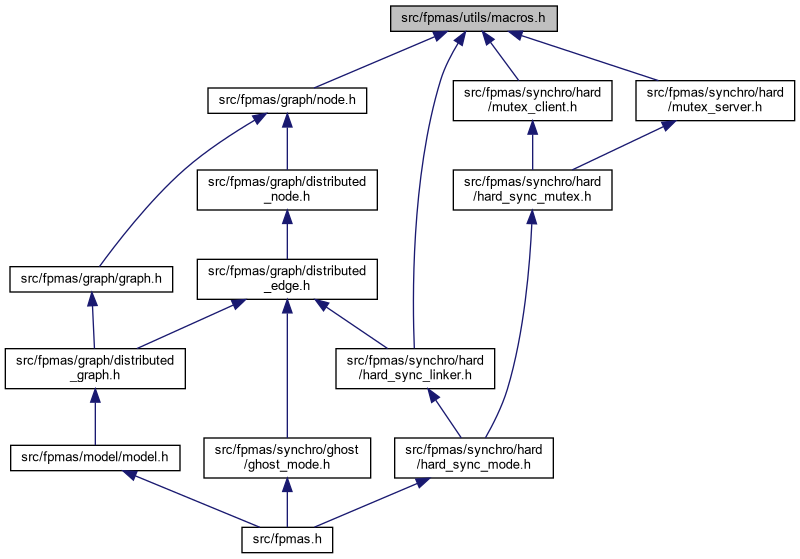 src/fpmas/utils/macros.h
src/fpmas/graph/node.h
src/fpmas/synchro/hard
/mutex_client.h
src/fpmas/synchro/hard
/mutex_server.h
src/fpmas/graph/distributed
_node.h
src/fpmas/synchro/hard
/hard_sync_mutex.h
src/fpmas/graph/graph.h
src/fpmas/graph/distributed
_edge.h
src/fpmas/graph/distributed
_graph.h
src/fpmas/synchro/hard
/hard_sync_linker.h
src/fpmas/model/model.h
src/fpmas/synchro/ghost
/ghost_mode.h
src/fpmas/synchro/hard
/hard_sync_mode.h
src/fpmas.h